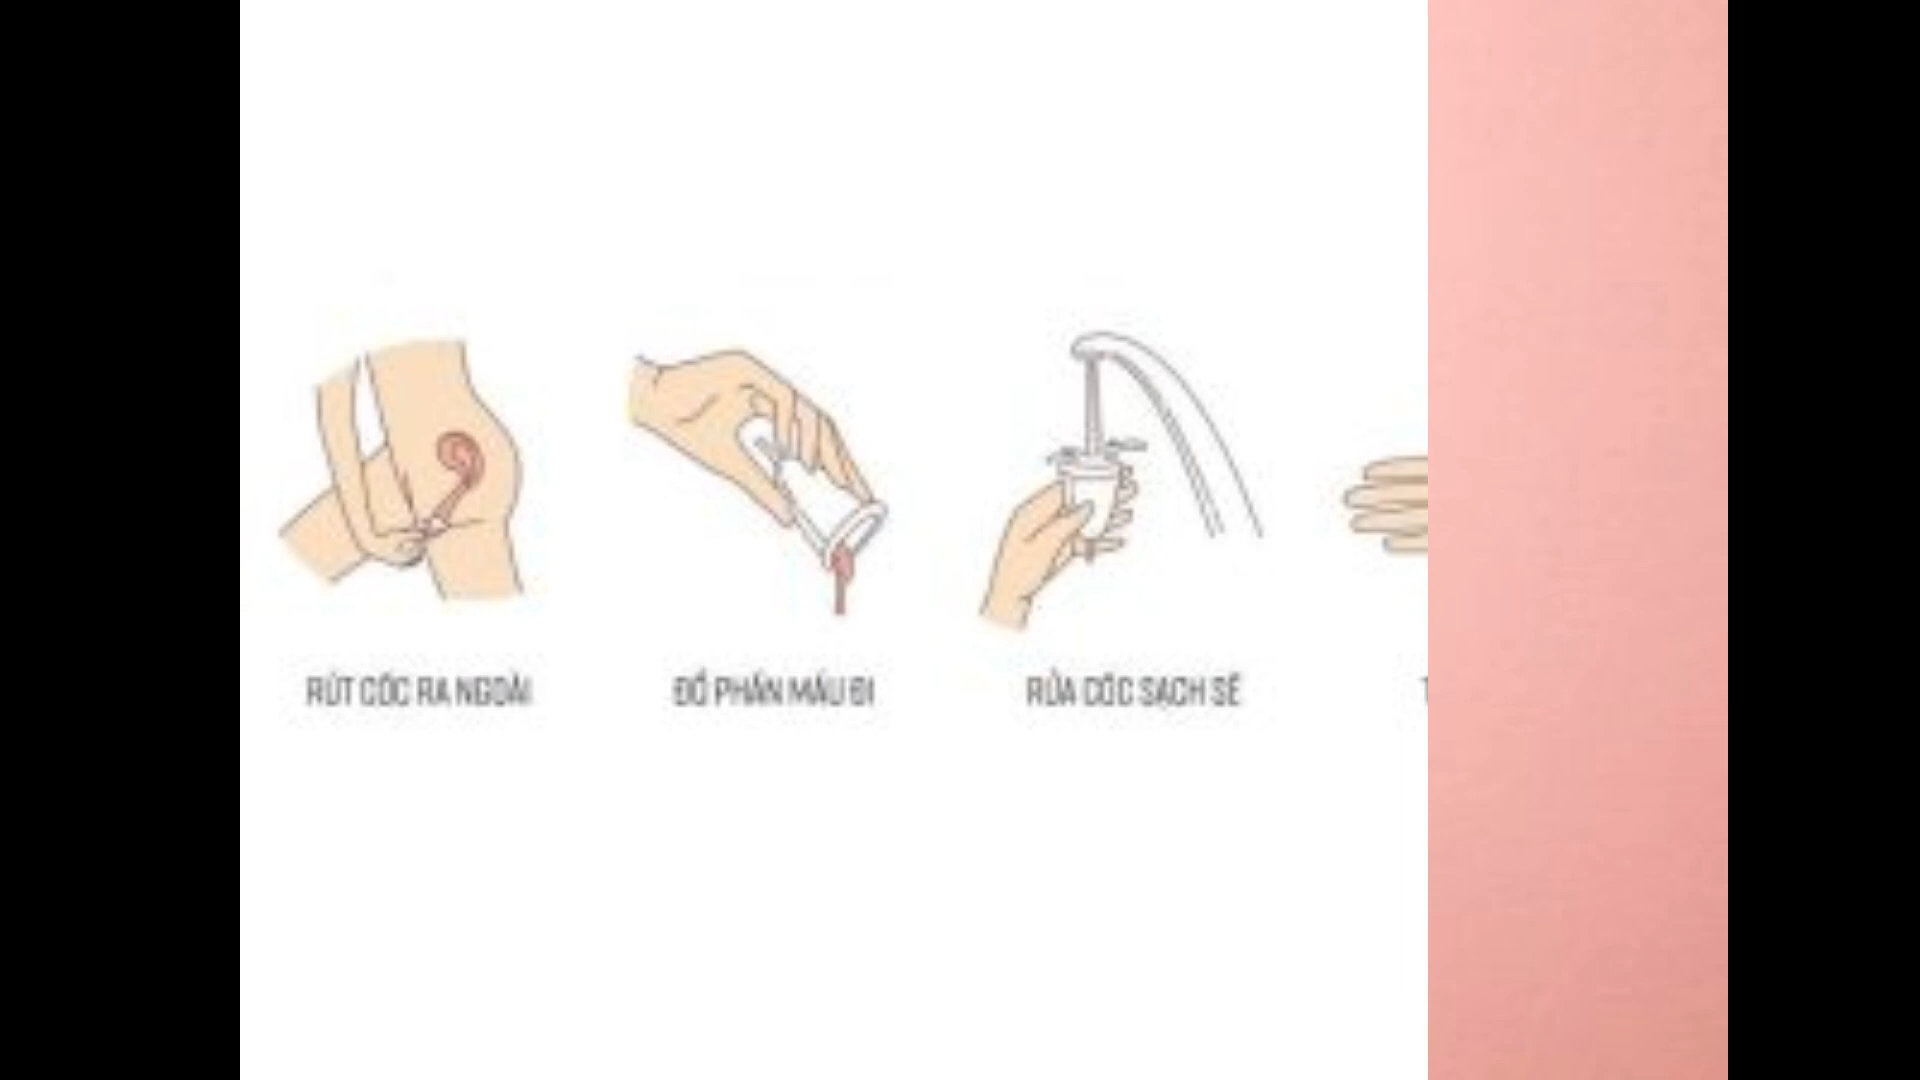 RÚT CỐC RA NGOÀI
ĐỔ PHẦN MÁU ĐI
RỬA CỐC SẠCH SẼ